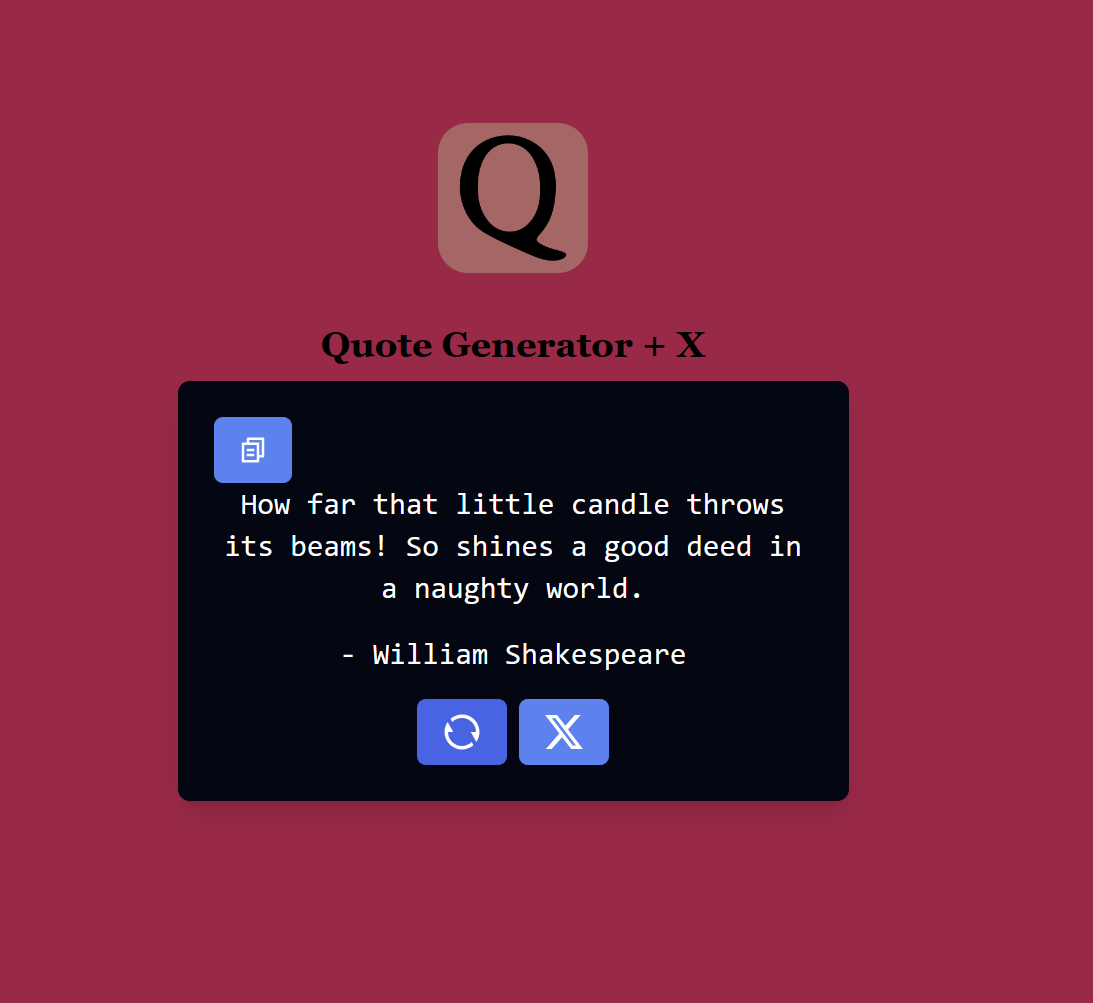 Q
Quote Generator + X
How far that little candle throws
its beams! So shines a good deed in
a naughty world.
- William Shakespeare
X